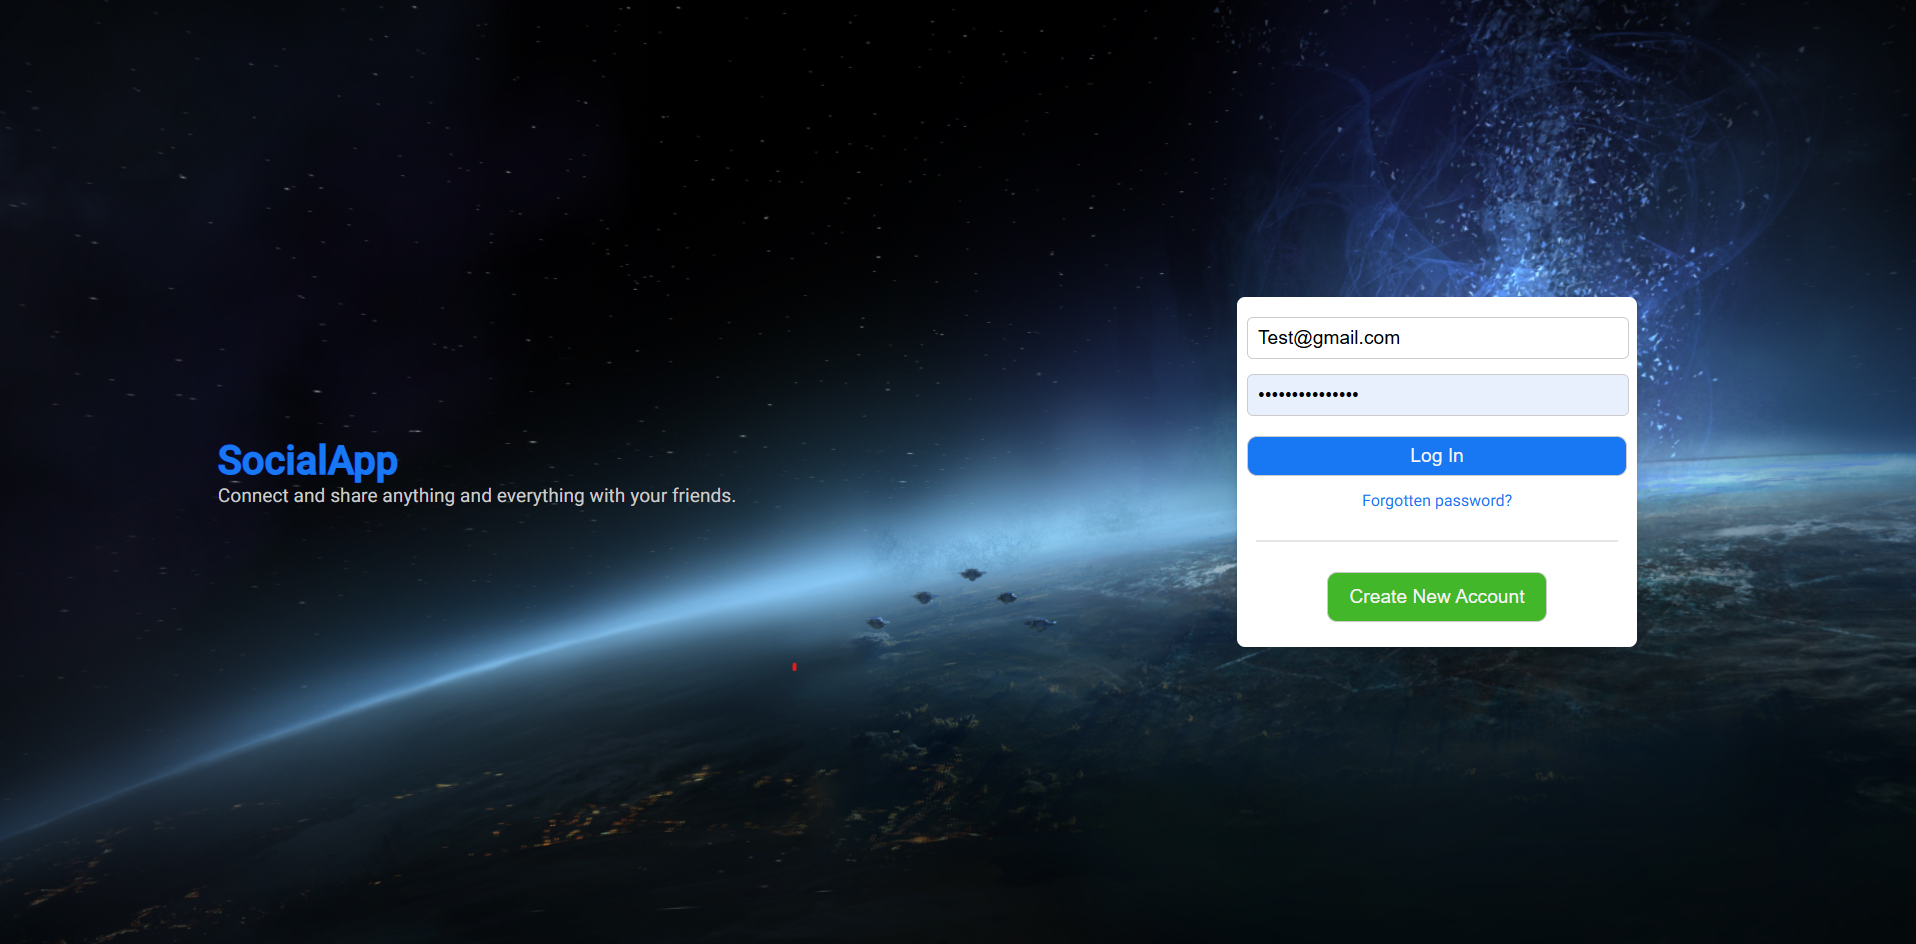 SocialApp
Connect and share anything and everything with your friends.
Test@gmail.com
•••••••••••••••
Log In
Forgotten password?
Create New Account